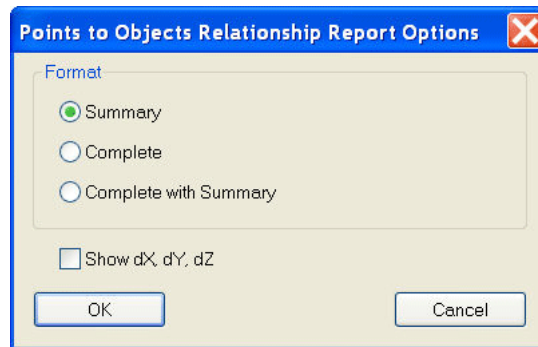 Points to Objects Relationship Report Options
Format
Summary
Complete
Complete with Summary
Show dX, dY, dZ
OK Cancel